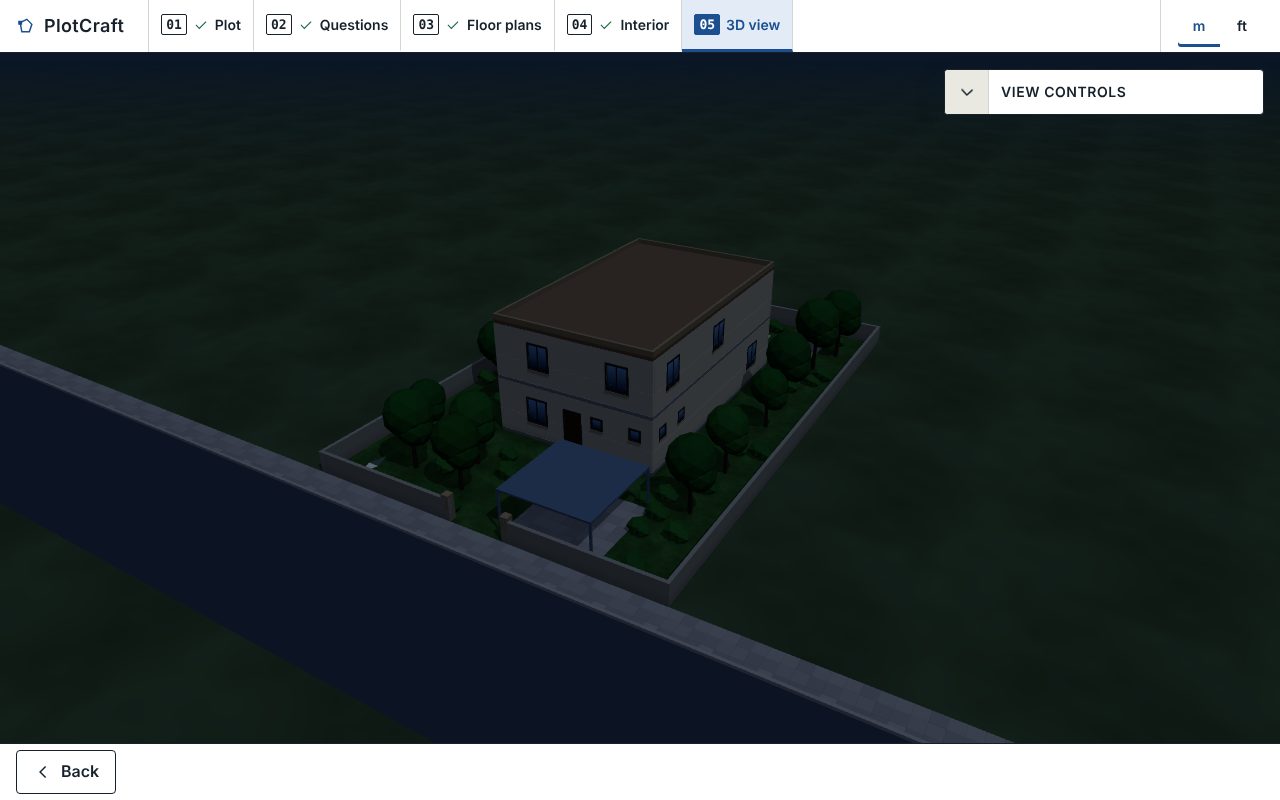 PlotCraft
01 Plot
02 Questions
03 Floor plans
04 Interior
05 3D view
m
ft
VIEW CONTROLS
Back